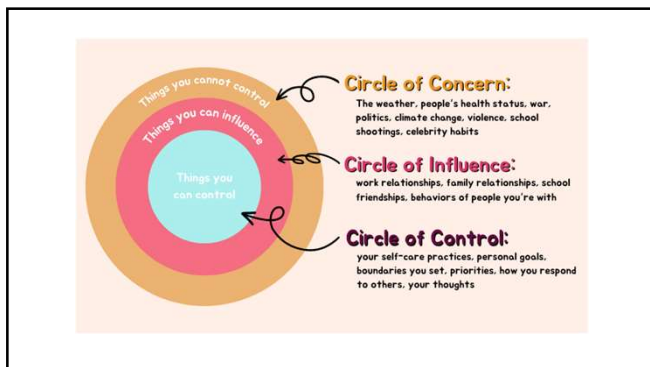 Things you cannot control
Things you can influence
Things you
can control
Circle of Concern:
The weather, people's health status, war,
politics, climate change, violence, school
shootings, celebrity habits
Circle of Influence:
work relationships, family relationships, school
friendships, behaviors of people you're with
Circle of Control:
your self-care practices, personal goals,
boundaries you set, priorities, how you respond
to others, your thoughts